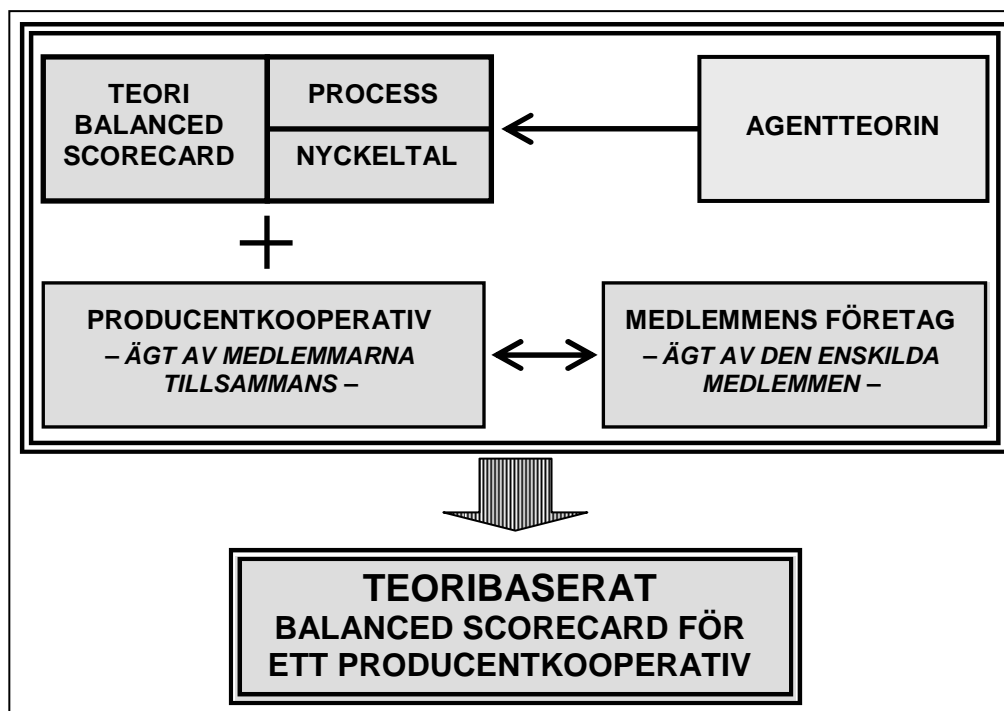 TEORI
BALANCED
SCORECARD
PROCESS
NYCKELTAL
AGENTTEORIN
PRODUCENTKOOPERATIV
– ÄGT AV MEDLEMMARNA
TILLSAMMANS –
MEDLEMMENS FÖRETAG
– ÄGT AV DEN ENSKILDA
MEDLEMMEN –
TEORIBASERAT
BALANCED SCORECARD FÖR
ETT PRODUCENTKOOPERATIV